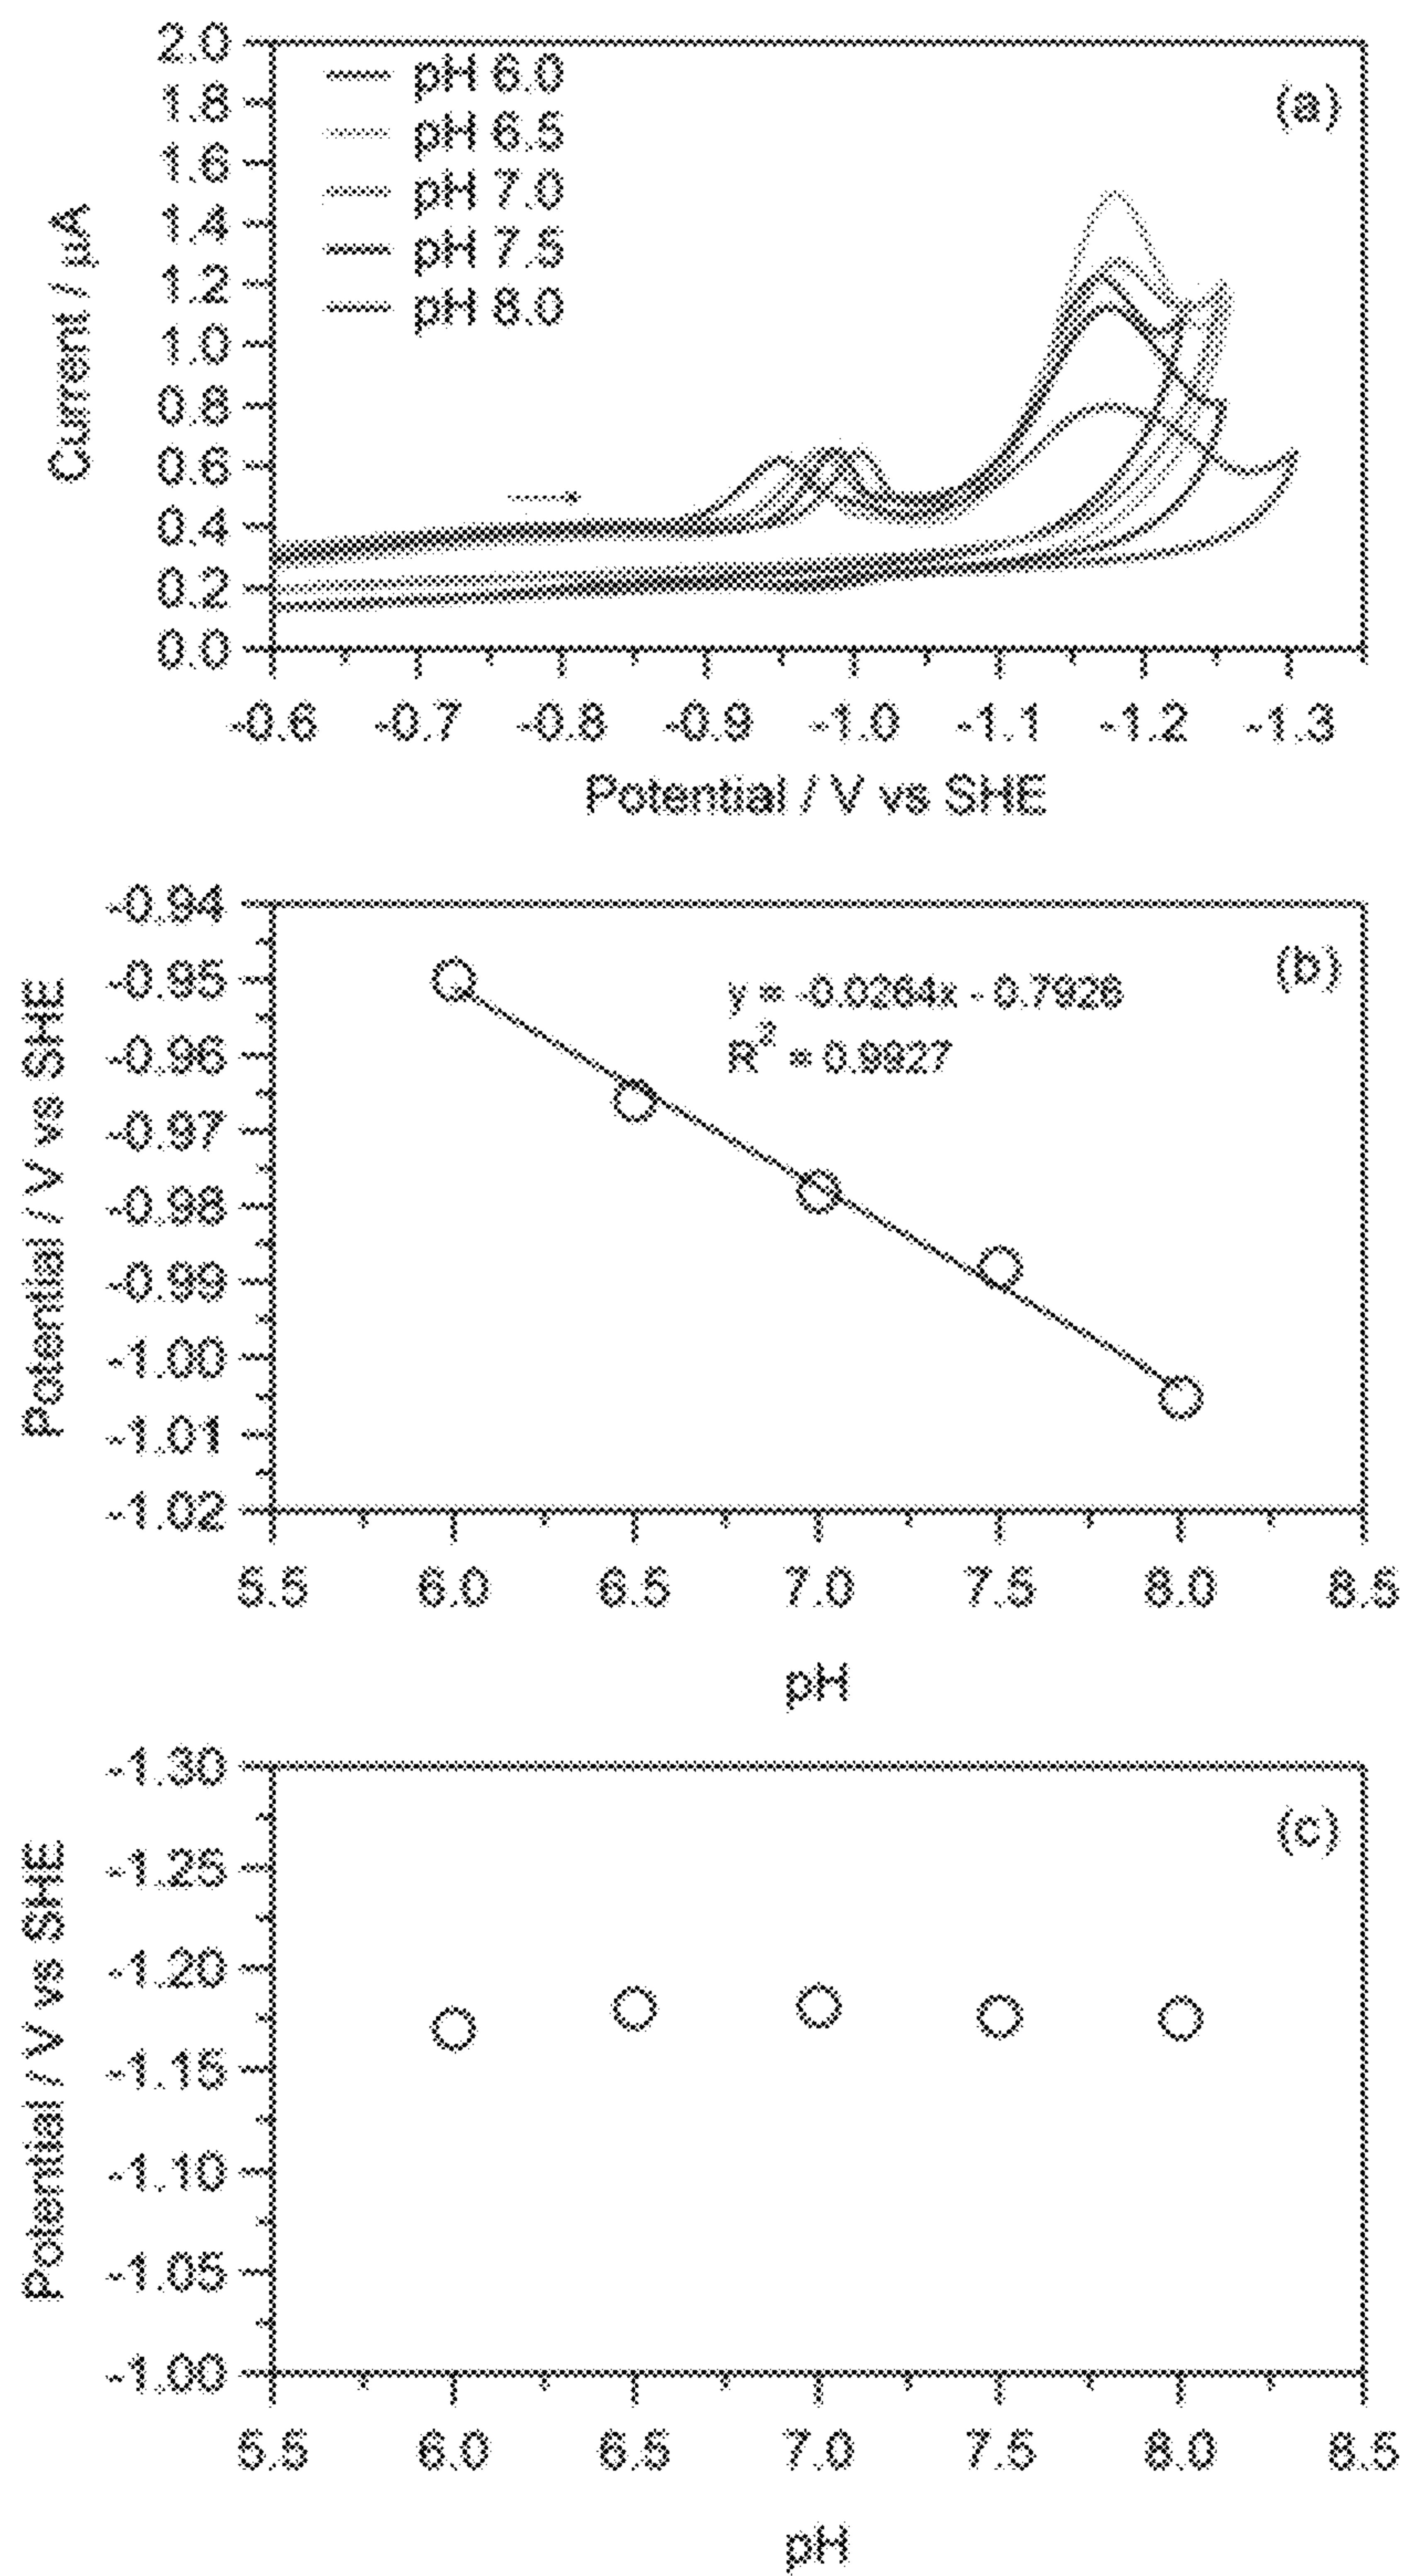 2.0
1.8
1.6
1.4
1.2
1.0
0.8
0.6
0.4
0.2
0.0
Current / µA
pH 6.0
pH 6.5
pH 7.0
pH 7.5
pH 8.0
(a)
-0.6 -0.7 -0.8 -0.9 -1.0 -1.1 -1.2 -1.3
Potential / V vs SHE
-0.94
-0.95
-0.96
-0.97
-0.98
-0.99
-1.00
-1.01
-1.02
Potential / V vs SHE
(b)
y = -0.0264x - 0.7926
R² = 0.9927
5.5 6.0 6.5 7.0 7.5 8.0 8.5
pH
-1.30
-1.25
-1.20
-1.15
-1.10
-1.05
-1.00
Potential / V vs SHE
(c)
5.5 6.0 6.5 7.0 7.5 8.0 8.5
pH